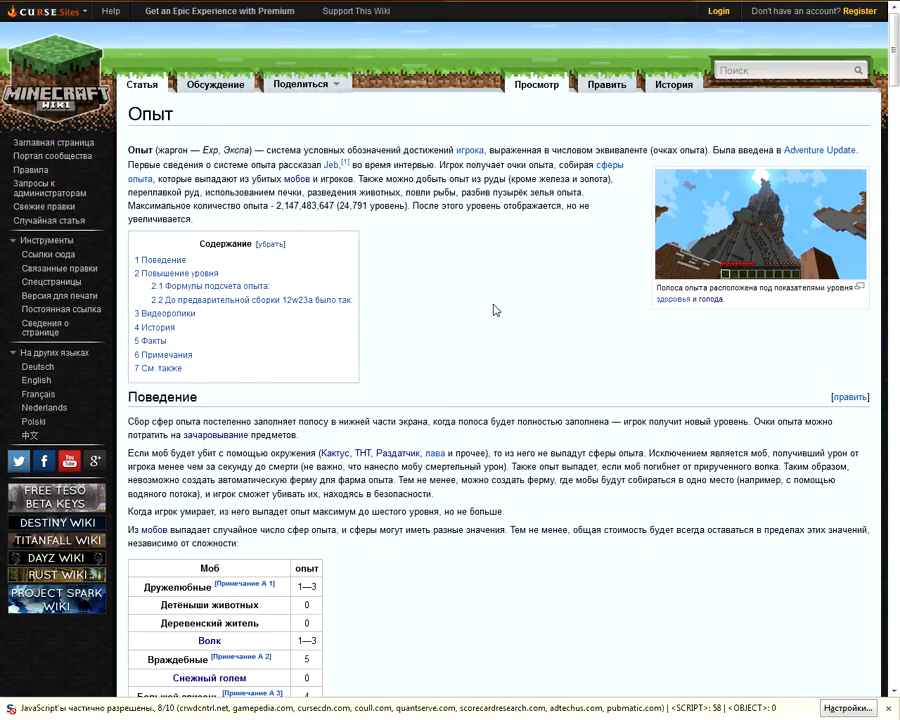 CURSE.Sites Help Get an Epic Experience with Premium Support This Wiki Login Don't have an account? Register
MINECRAFT
WIKI
Статья Обсуждение Поделиться Просмотр Править История Поиск
Опыт
Опыт (жаргон — Exp, Экспа) — система условных обозначений достижений игрока, выраженная в числовом эквиваленте (очках опыта). Была введена в Adventure Update.
Первые сведения о системе опыта рассказал Jeb,[1] во время интервью. Игрок получает очки опыта, собирая сферы
опыта, которые выпадают из убитых мобов и игроков. Также можно добыть опыт из руды (кроме железа и золота),
переплавкой руд, использованием печки, разведения животных, ловли рыбы, разбив пузырёк зелья опыта.
Максимальное количество опыта - 2,147,483,647 (24,791 уровень). После этого уровень отображается, но не
увеличивается.
Полоса опыта расположена под показателями уровня
здоровья и голода.
Содержание [убрать]
1 Поведение
2 Повышение уровня
2.1 Формулы подсчета опыта:
2.2 До предварительной сборки 12w23a было так:
3 Видеоролики
4 История
5 Факты
6 Примечания
7 См. также
Поведение [править]
Сбор сфер опыта постепенно заполняет полосу в нижней части экрана, когда полоса будет полностью заполнена — игрок получит новый уровень. Очки опыта можно
потратить на зачаровывание предметов.
Если моб будет убит с помощью окружения (Кактус, ТНТ, Раздатчик, лава и прочее), то из него не выпадут сферы опыта. Исключением является моб, получивший урон от
игрока менее чем за секунду до смерти (не важно, что нанесло мобу смертельный урон). Также опыт выпадет, если моб погибнет от прирученного волка. Таким образом,
невозможно создать автоматическую ферму для фарма опыта. Тем не менее, можно создать ферму, где мобы будут собираться в одно место (например, с помощью
водяного потока), и игрок сможет убивать их, находясь в безопасности.
Когда игрок умирает, из него выпадет опыт максимум до шестого уровня, но не больше.
Из мобов выпадает случайное число сфер опыта, и сферы могут иметь разные значения. Тем не менее, общая стоимость будет всегда оставаться в пределах этих значений,
независимо от сложности:
Моб опыт
Дружелюбные [Примечание A 1] 1—3
Детёныши животных 0
Деревенский житель 0
Волк 1—3
Враждебные [Примечание A 2] 5
Снежный голем 0
[Примечание A 3]
Заглавная страница
Портал сообщества
Правила
Запросы к
администраторам
Свежие правки
Случайная статья
Инструменты
Ссылки сюда
Связанные правки
Спецстраницы
Версия для печати
Постоянная ссылка
Сведения о
странице
На других языках
Deutsch
English
Français
Nederlands
Polski
中文
You Tube g+
FREE TESO
BETA KEYS
DESTINY WIKI
TITANFALL WIKI
DAYZ WIKI
RUST WIKI
PROJECT SPARK
WIKI
JavaScript'ы частично разрешены, 8/10 (crwdcntrl.net, gamepedia.com, cursecdn.com, coull.com, quantserve.com, scorecardresearch.com, adtechus.com, pubmatic.com) | <SCRIPT>: 58 | <OBJECT>: 0 Настройки...